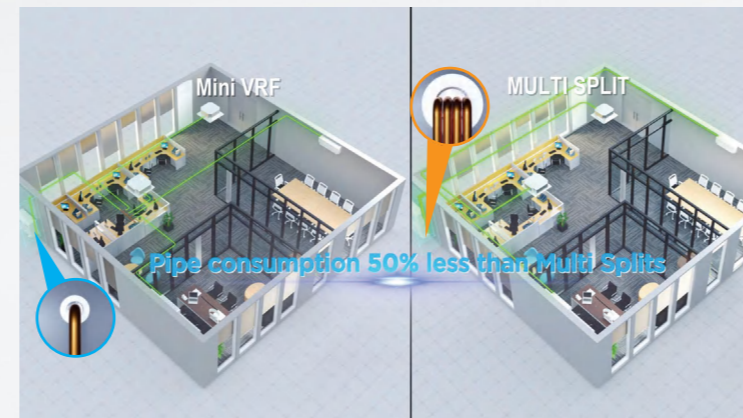 Mini VRF
MULTI SPLIT
Pipe consumption 50% less than Multi Splits